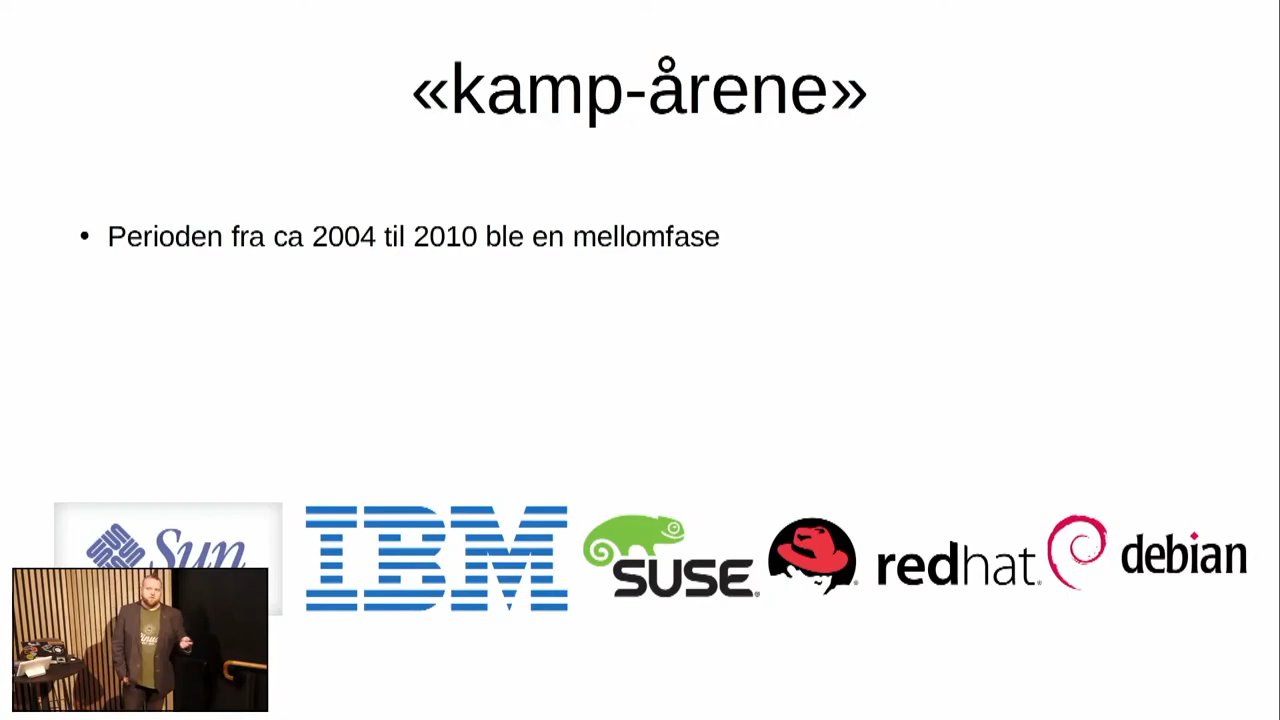 «kamp-årene»
• Perioden fra ca 2004 til 2010 ble en mellomfase
Sun
IBM
SUSE®
redhat®
debian